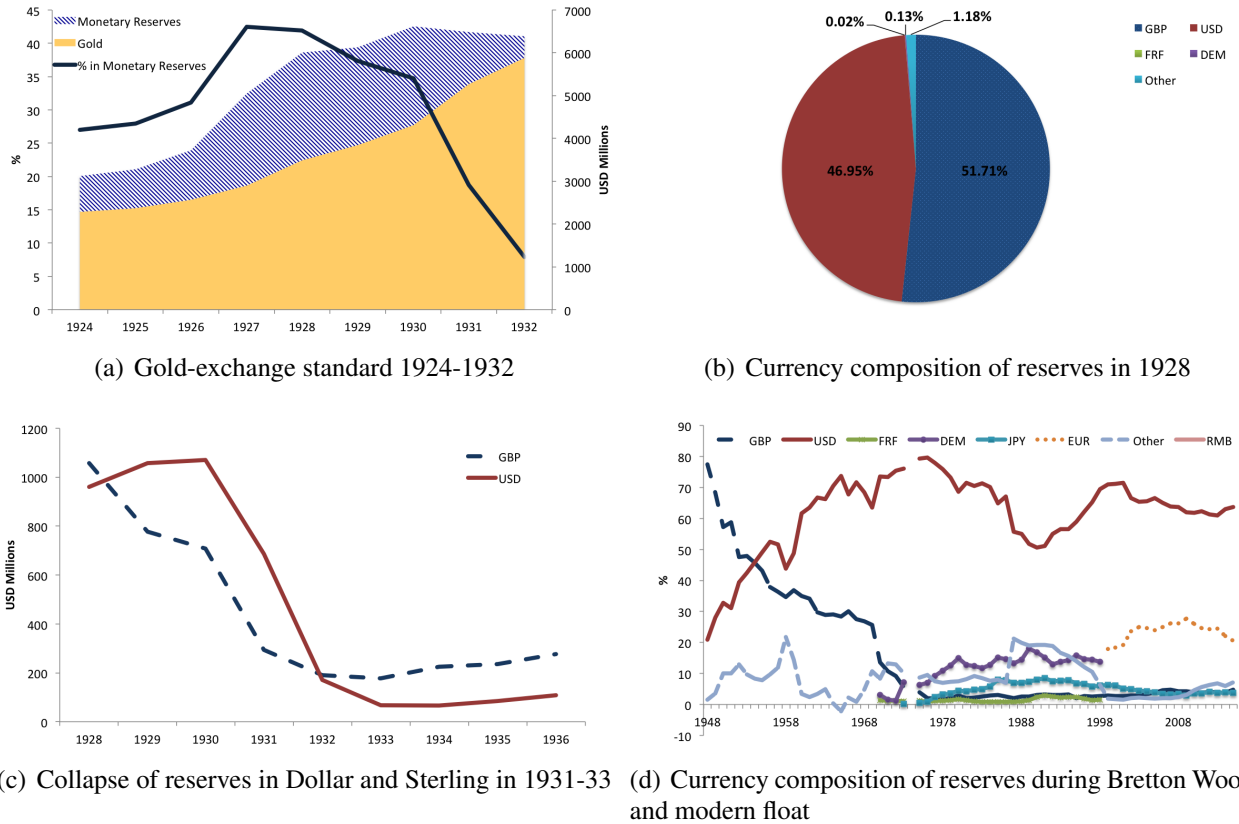 45
40
35
30
25
20
15
10
5
0
%
Monetary Reserves
Gold
% in Monetary Reserves
7000
6000
5000
4000
3000
2000
1000
0
USD Millions
1924 1925 1926 1927 1928 1929 1930 1931 1932
(a) Gold-exchange standard 1924-1932
0.02% 0.13% 1.18%
46.95% 51.71%
GBP USD
FRF DEM
Other
(b) Currency composition of reserves in 1928
1200
1000
800
600
400
200
0
USD Millions
GBP
USD
1928 1929 1930 1931 1932 1933 1934 1935 1936
(c) Collapse of reserves in Dollar and Sterling in 1931-33
90
80
70
60
50
40
30
20
10
0
-10
%
GBP USD FRF DEM JPY EUR Other RMB
1948 1958 1968 1978 1988 1998 2008
(d) Currency composition of reserves during Bretton Woo
and modern float